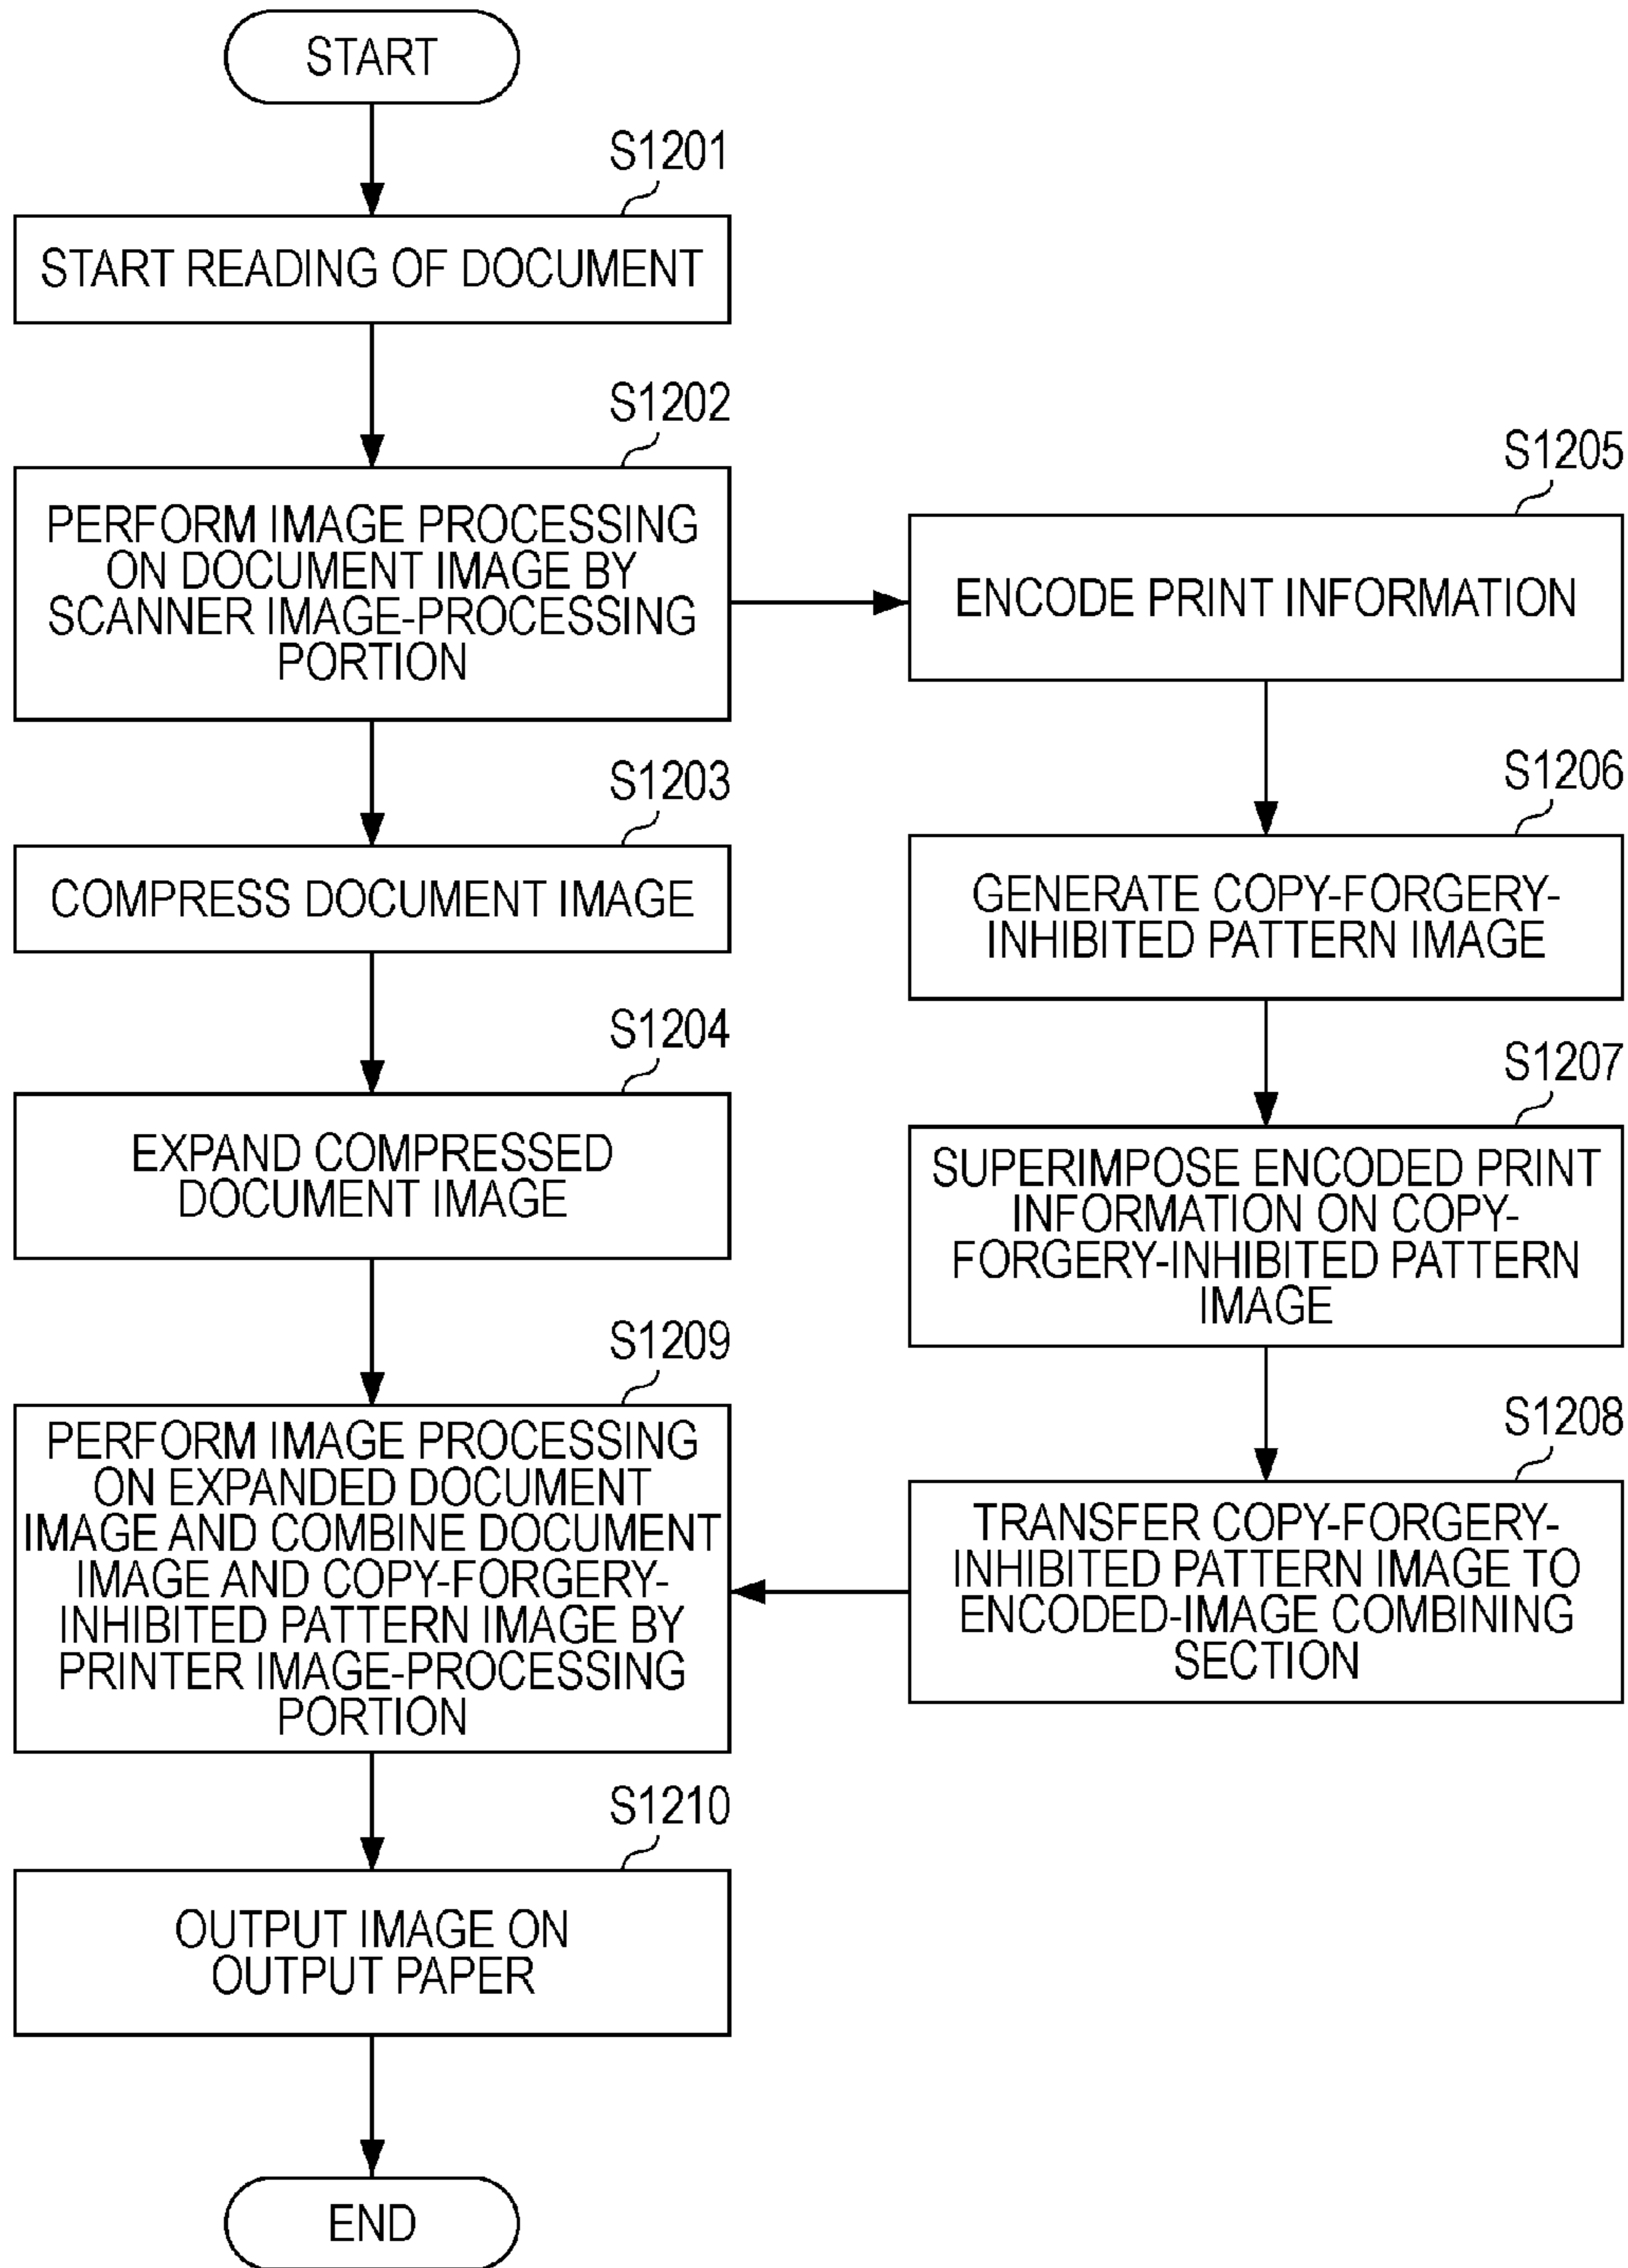 START
S1201
START READING OF DOCUMENT
S1202
PERFORM IMAGE PROCESSING
ON DOCUMENT IMAGE BY
SCANNER IMAGE-PROCESSING
PORTION
S1203
COMPRESS DOCUMENT IMAGE
S1204
EXPAND COMPRESSED
DOCUMENT IMAGE
S1205
ENCODE PRINT INFORMATION
S1206
GENERATE COPY-FORGERY-
INHIBITED PATTERN IMAGE
S1207
SUPERIMPOSE ENCODED PRINT
INFORMATION ON COPY-
FORGERY-INHIBITED PATTERN
IMAGE
S1208
TRANSFER COPY-FORGERY-
INHIBITED PATTERN IMAGE TO
ENCODED-IMAGE COMBINING
SECTION
S1209
PERFORM IMAGE PROCESSING
ON EXPANDED DOCUMENT
IMAGE AND COMBINE DOCUMENT
IMAGE AND COPY-FORGERY-
INHIBITED PATTERN IMAGE BY
PRINTER IMAGE-PROCESSING
PORTION
S1210
OUTPUT IMAGE ON
OUTPUT PAPER
END